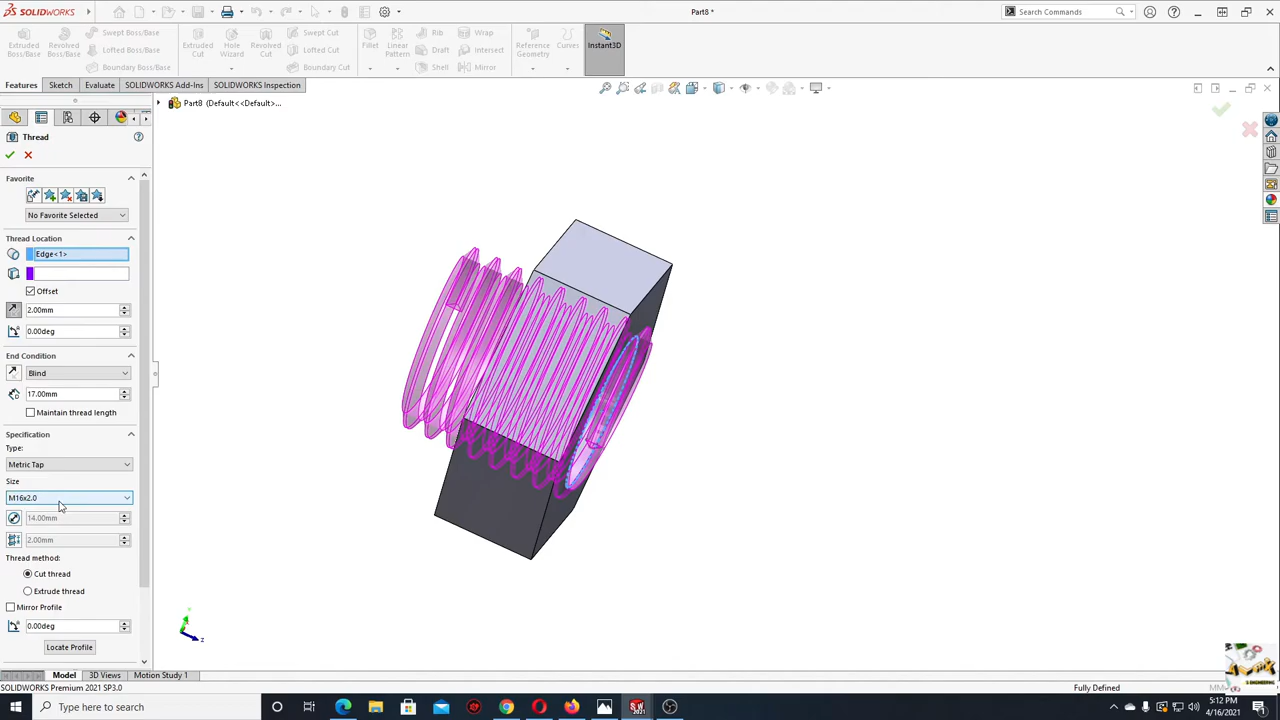 SOLIDWORKS
Part8 *
Search Commands
Extruded Boss/Base
Revolved Boss/Base
Swept Boss/Base
Lofted Boss/Base
Boundary Boss/Base
Extruded Cut
Hole Wizard
Revolved Cut
Swept Cut
Lofted Cut
Boundary Cut
Fillet
Linear Pattern
Rib
Draft
Shell
Wrap
Intersect
Mirror
Reference Geometry
Curves
Instant3D
Features
Sketch
Evaluate
SOLIDWORKS Add-Ins
SOLIDWORKS Inspection
Part8 (Default<<Default>...
Thread
Favorite
No Favorite Selected
Thread Location
Edge<1>
Offset
2.00mm
0.00deg
End Condition
Blind
17.00mm
Maintain thread length
Specification
Type:
Metric Tap
Size
M16x2.0
14.00mm
2.00mm
Thread method:
Cut thread
Extrude thread
Mirror Profile
0.00deg
Locate Profile
z
Model
3D Views
Motion Study 1
SOLIDWORKS Premium 2021 SP3.0
Fully Defined
Type here to search
5:12 PM
4/16/2021